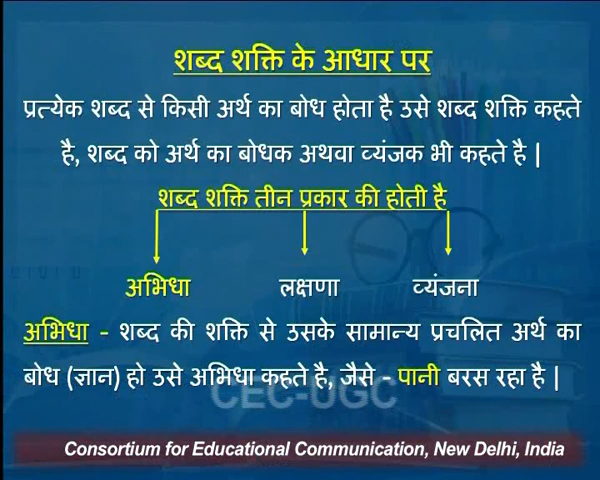 शब्द शक्ति के आधार पर
प्रत्येक शब्द से किसी अर्थ का बोध होता है उसे शब्द शक्ति कहते
है, शब्द को अर्थ का बोधक अथवा व्यंजक भी कहते है |
शब्द शक्ति तीन प्रकार की होती है
अभिधा लक्षणा व्यंजना
अभिधा - शब्द की शक्ति से उसके सामान्य प्रचलित अर्थ का
बोध (ज्ञान) हो उसे अभिधा कहते है, जैसे - पानी बरस रहा है |
CEC-UGC
Consortium for Educational Communication, New Delhi, India